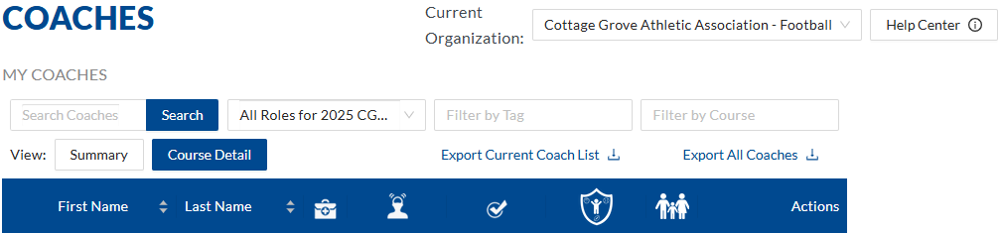 COACHES
Current
Organization:
Cottage Grove Athletic Association - Football
Help Center
MY COACHES
Search Coaches
Search
All Roles for 2025 CG...
Filter by Tag
Filter by Course
View:
Summary
Course Detail
Export Current Coach List
Export All Coaches
First Name
Last Name
Actions